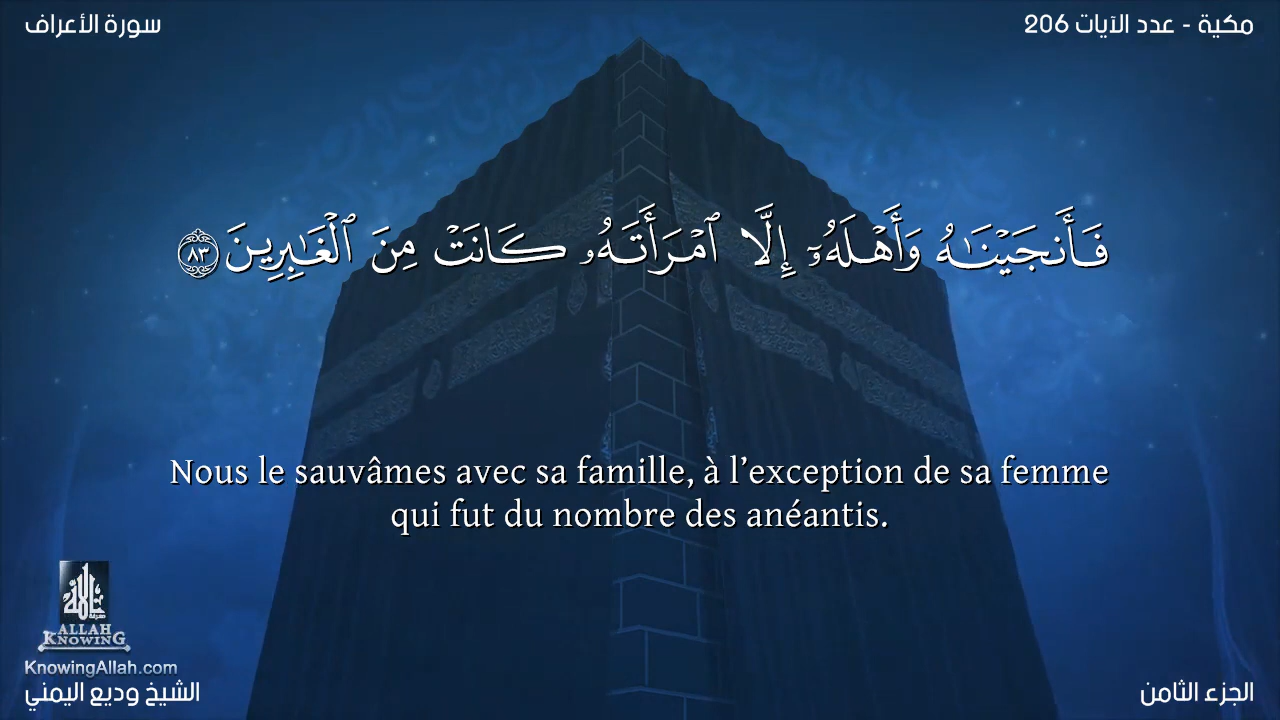 سورة الأعراف
مكية - عدد الآيات 206
فَأَنجَيْنَـٰهُ وَأَهْلَهُۥٓ إِلَّا ٱمْرَأَتَهُۥ كَانَتْ مِنَ ٱلْغَـٰبِرِينَ ٨٣
Nous le sauvâmes avec sa famille, à l’exception de sa femme
qui fut du nombre des anéantis.
ALLAH
KNOWING
KnowingAllah.com
الشيخ وديع اليمني
الجزء الثامن